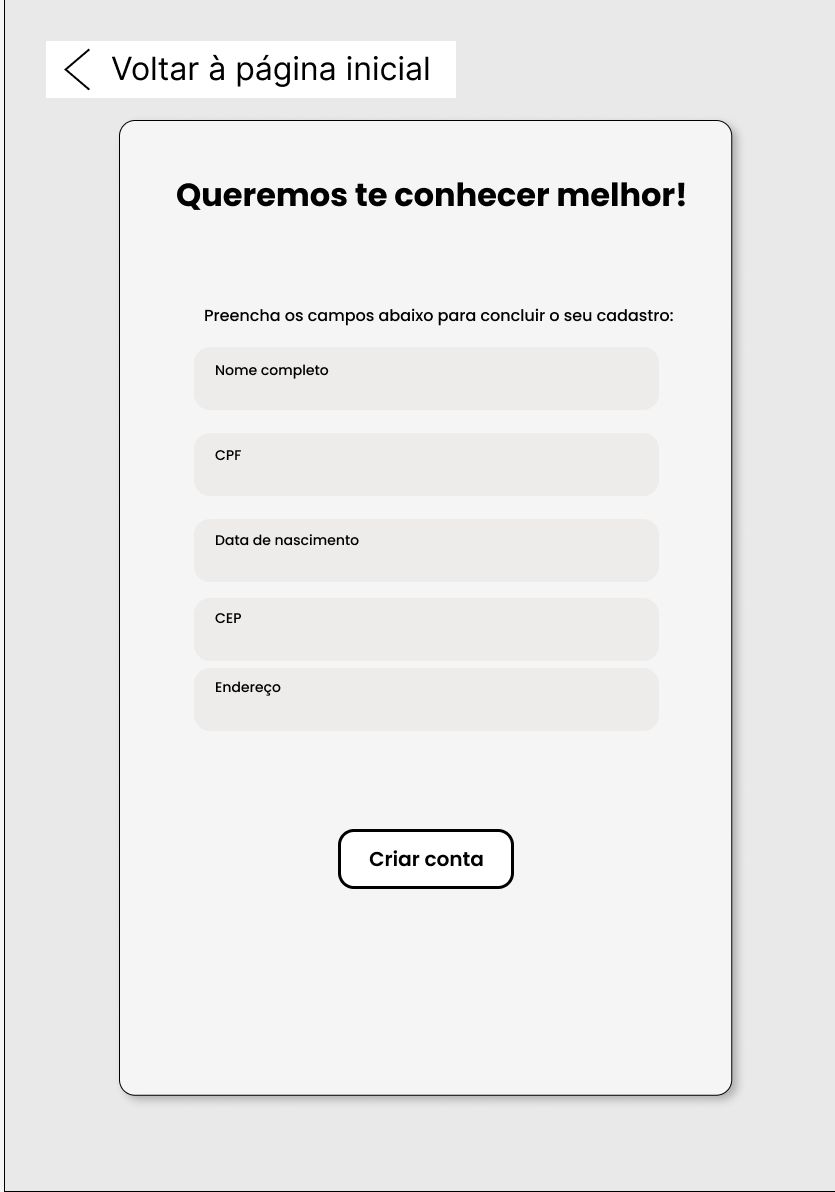 Voltar à página inicial
Queremos te conhecer melhor!
Preencha os campos abaixo para concluir o seu cadastro:
Nome completo
CPF
Data de nascimento
CEP
Endereço
Criar conta